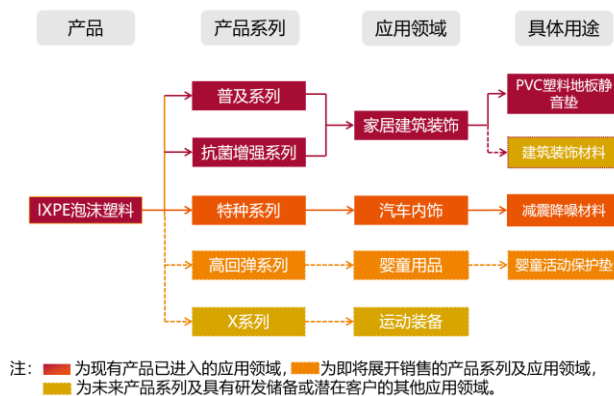 产品 产品系列 应用领域 具体用途
普及系列
PVC塑料地板静
音垫
家居建筑装饰
抗菌增强系列
建筑装饰材料
IXPE泡沫塑料 特种系列 汽车内饰 减震降噪材料
高回弹系列 婴童用品 婴童活动保护垫
X系列 运动装备
注： 为现有产品已进入的应用领域， 为即将展开销售的产品系列及应用领域，
为未来产品系列及具有研发储备或潜在客户的其他应用领域。